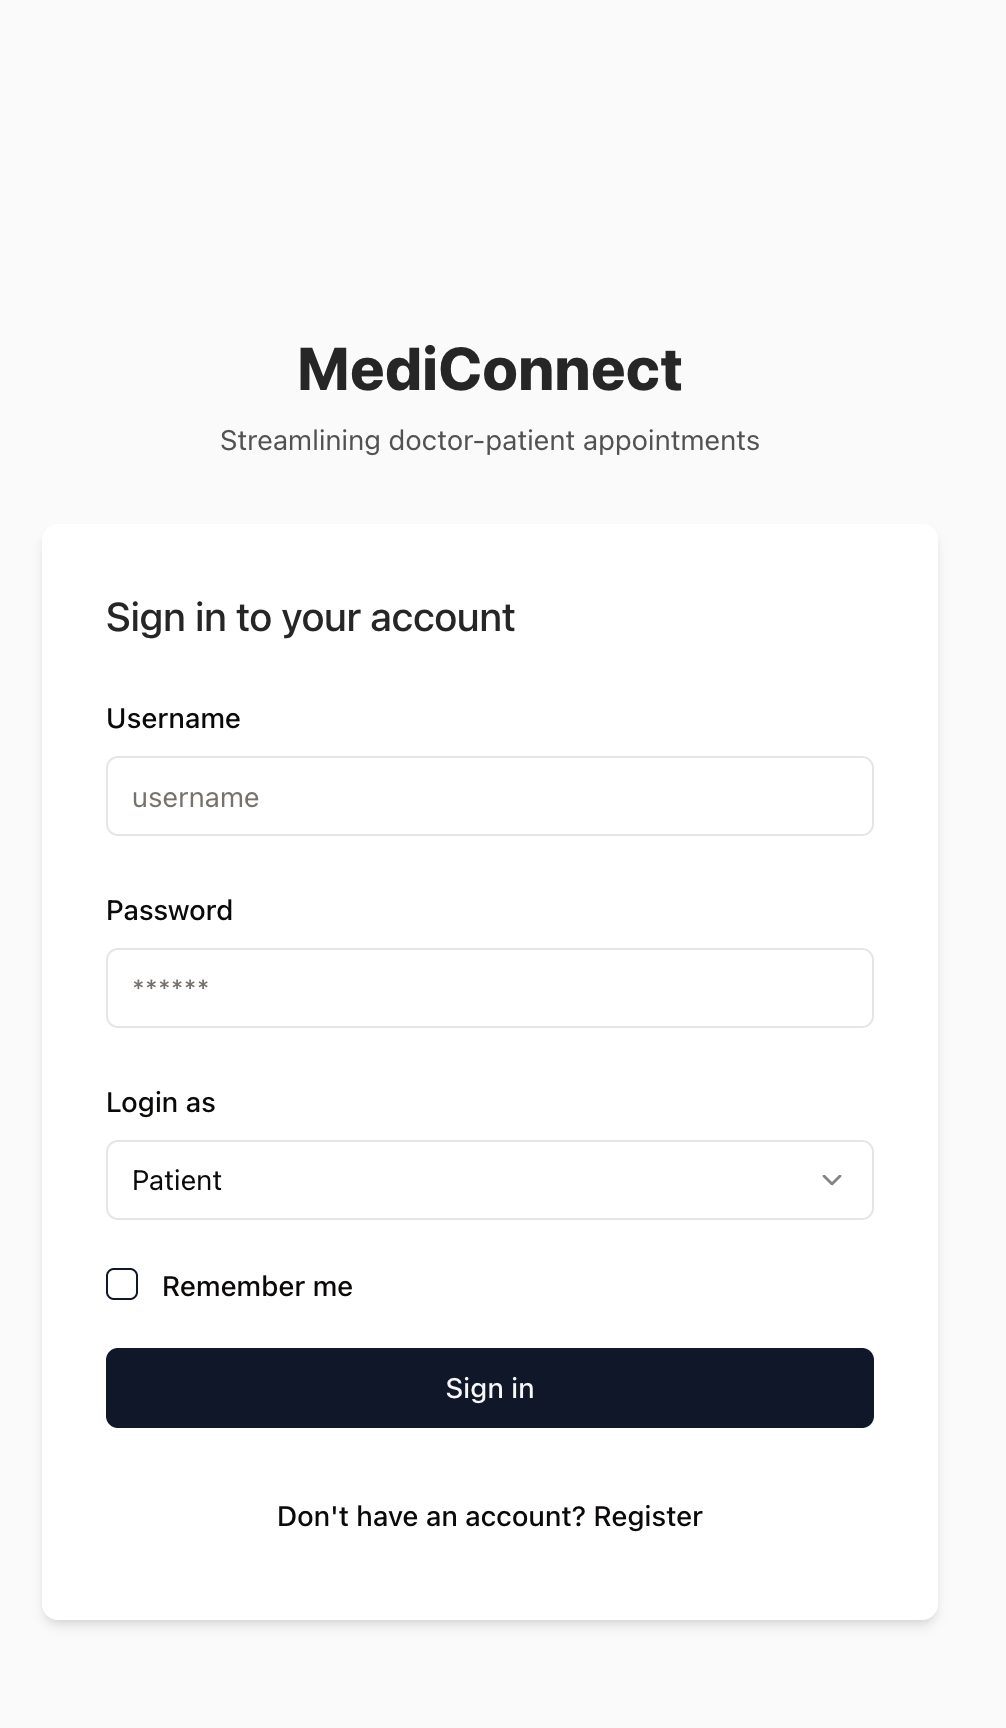 MediConnect
Streamlining doctor-patient appointments
Sign in to your account
Username
username
Password
******
Login as
Patient
Remember me
Sign in
Don't have an account? Register